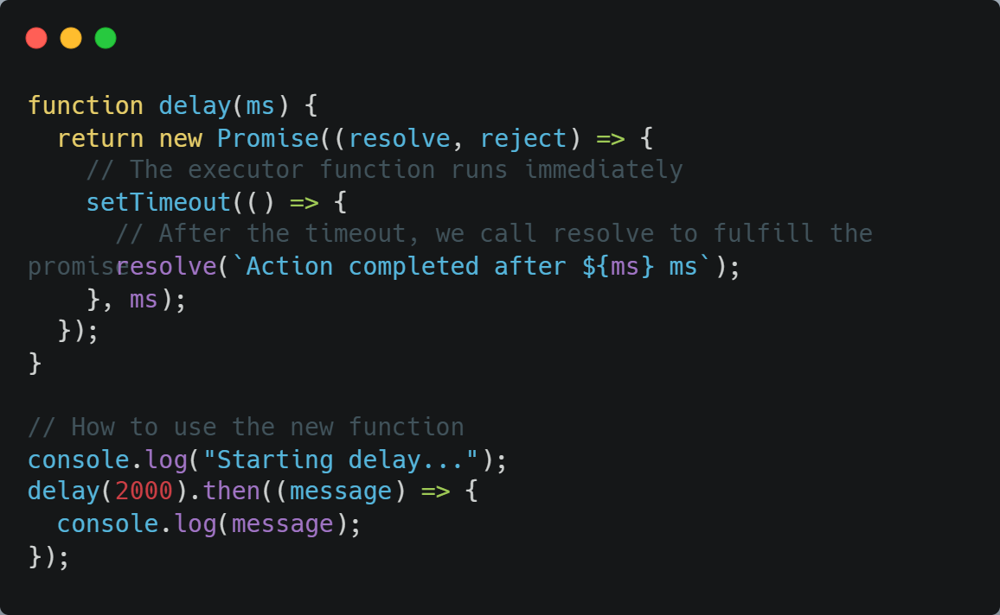 function delay(ms) {
  return new Promise((resolve, reject) => {
    // The executor function runs immediately
    setTimeout(() => {
      // After the timeout, we call resolve to fulfill the
promise
      resolve(`Action completed after ${ms} ms`);
    }, ms);
  });
}

// How to use the new function
console.log("Starting delay...");
delay(2000).then((message) => {
  console.log(message);
});